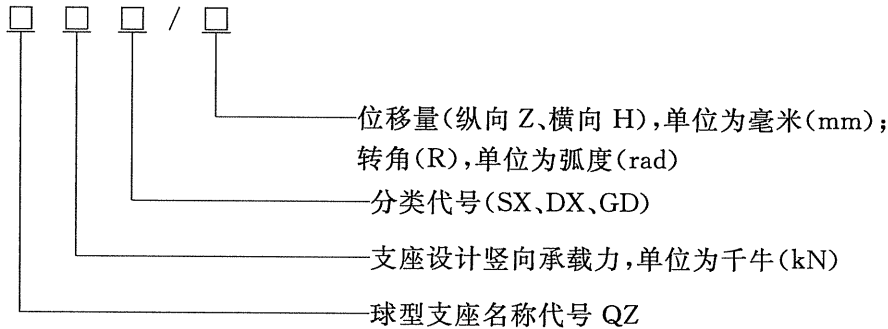 □ □ □ / □
位移量(纵向 Z、横向 H),单位为毫米(mm);
转角(R),单位为弧度(rad)
分类代号(SX、DX、GD)
支座设计竖向承载力,单位为千牛(kN)
球型支座名称代号 QZ